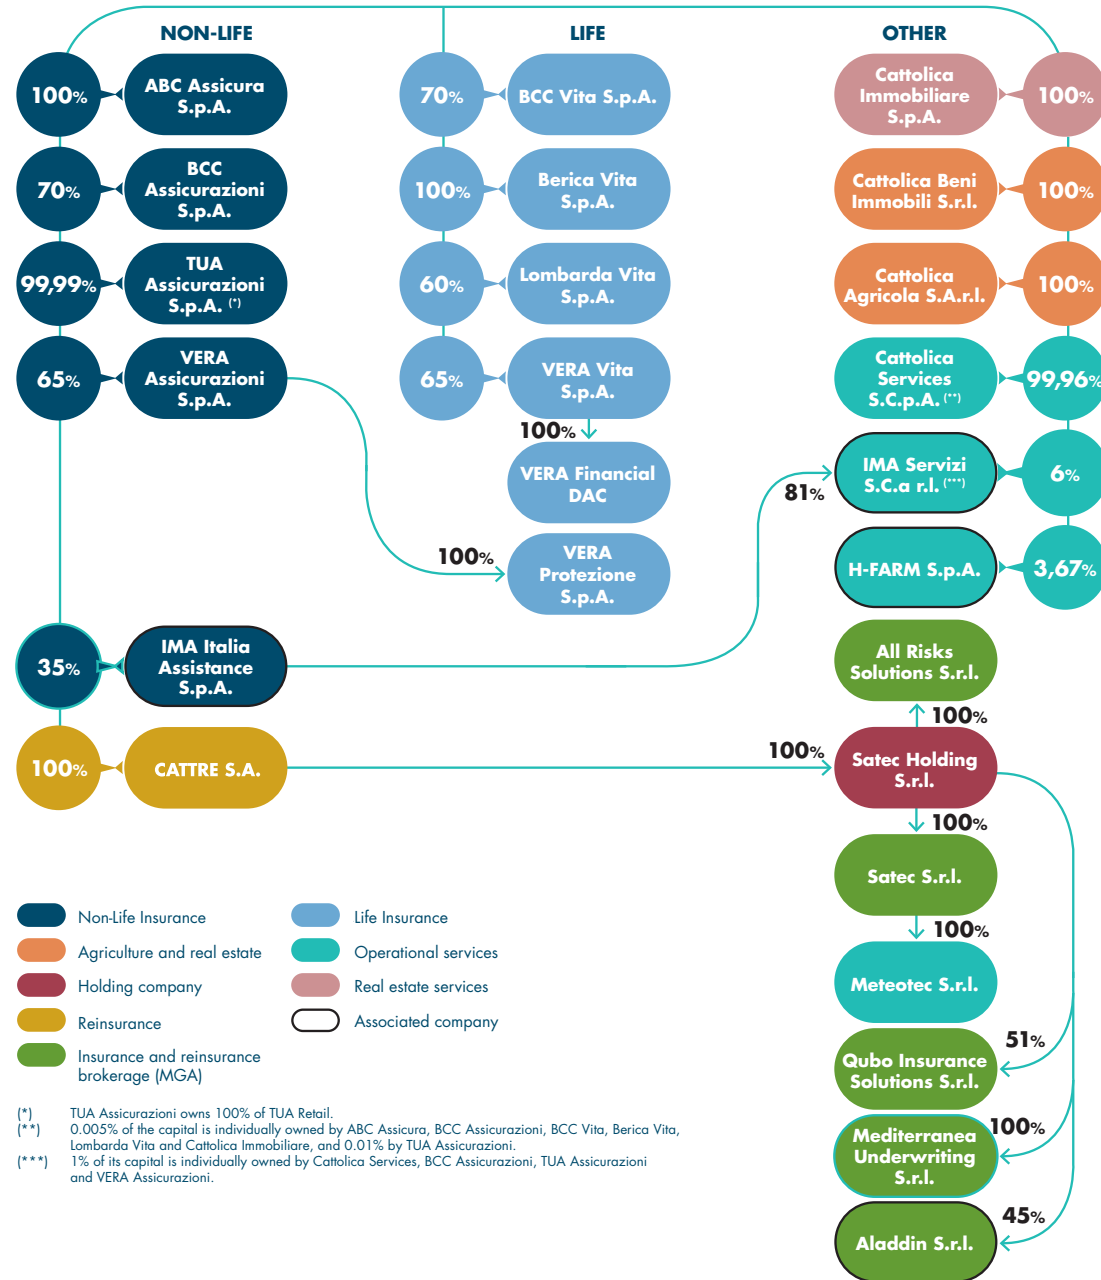 NON-LIFE
LIFE
OTHER
100%
ABC Assicura
S.p.A.
70%
BCC
Assicurazioni
S.p.A.
99,99%
TUA
Assicurazioni
S.p.A. (*)
65%
VERA
Assicurazioni
S.p.A.
35%
IMA Italia
Assistance
S.p.A.
100%
CATTRE S.A.
70%
BCC Vita S.p.A.
100%
Berica Vita
S.p.A.
60%
Lombarda Vita
S.p.A.
65%
VERA Vita
S.p.A.
100%
VERA Financial
DAC
100%
VERA
Protezione
S.p.A.
Cattolica
Immobiliare
S.p.A.
100%
Cattolica Beni
Immobili S.r.l.
100%
Cattolica
Agricola S.A.r.l.
100%
Cattolica
Services
S.C.p.A. (**)
99,96%
81%
IMA Servizi
S.C.a r.l. (***)
6%
H-FARM S.p.A.
3,67%
All Risks
Solutions S.r.l.
100%
100%
Satec Holding
S.r.l.
100%
Satec S.r.l.
100%
Meteotec S.r.l.
51%
Qubo Insurance
Solutions S.r.l.
100%
Mediterranea
Underwriting
S.r.l.
45%
Aladdin S.r.l.
Non-Life Insurance
Life Insurance
Agriculture and real estate
Operational services
Holding company
Real estate services
Reinsurance
Associated company
Insurance and reinsurance
brokerage (MGA)
(*) TUA Assicurazioni owns 100% of TUA Retail.
(**) 0.005% of the capital is individually owned by ABC Assicura, BCC Assicurazioni, BCC Vita, Berica Vita,
Lombarda Vita and Cattolica Immobiliare, and 0.01% by TUA Assicurazioni.
(***) 1% of its capital is individually owned by Cattolica Services, BCC Assicurazioni, TUA Assicurazioni
and VERA Assicurazioni.